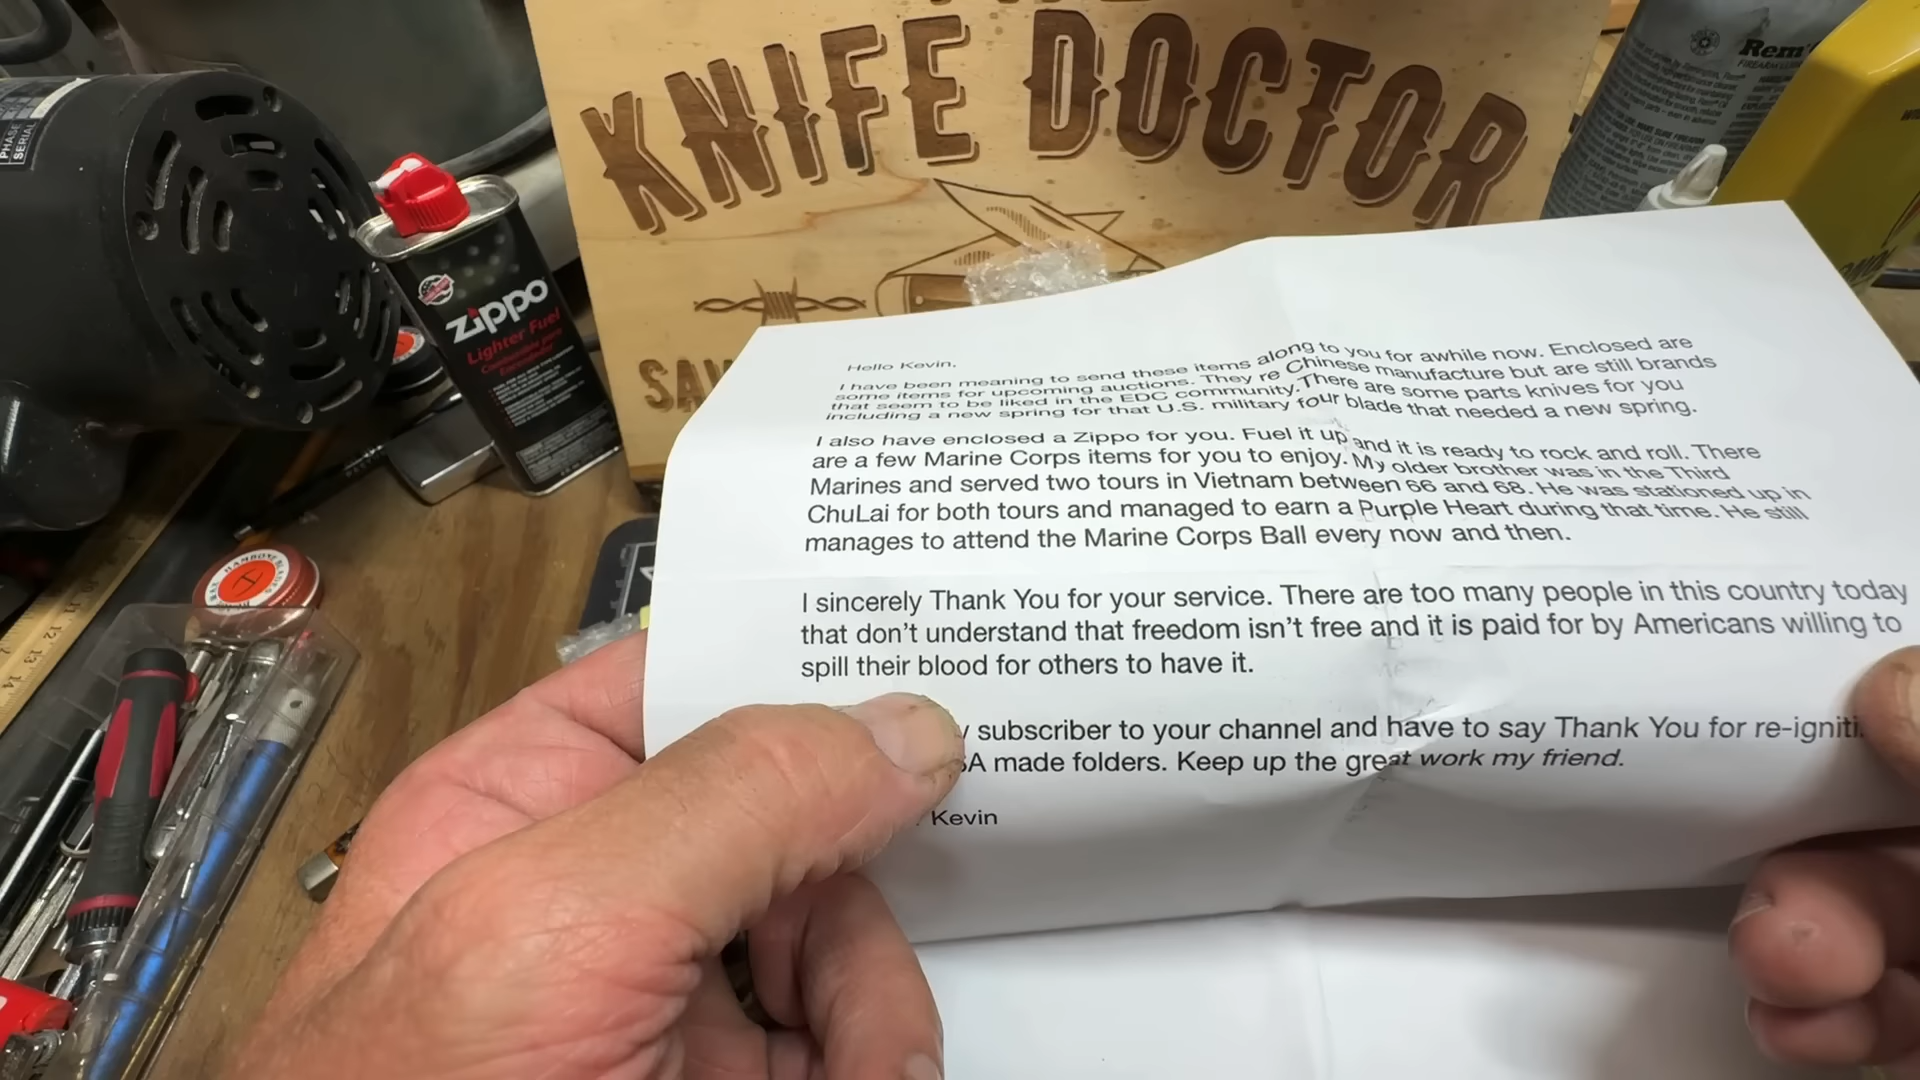 KNIFE DOCTOR
Rem
PHASE
SERIAL
zippo
Lighter Fuel
SAV
Hello Kevin,
I have been meaning to send these items along to you for awhile now. Enclosed are
some items for upcoming auctions. They're Chinese manufacture but are still brands
that seem to be liked in the EDC community. There are some parts knives for you
including a new spring for that U.S. military four blade that needed a new spring.
I also have enclosed a Zippo for you. Fuel it up and it is ready to rock and roll. There
are a few Marine Corps items for you to enjoy. My older brother was in the Third
Marines and served two tours in Vietnam between 66 and 68. He was stationed up in
ChuLai for both tours and managed to earn a Purple Heart during that time. He still
manages to attend the Marine Corps Ball every now and then.
I sincerely Thank You for your service. There are too many people in this country today
that don't understand that freedom isn't free and it is paid for by Americans willing to
spill their blood for others to have it.
y subscriber to your channel and have to say Thank You for re-igniti
SA made folders. Keep up the great work my friend.
Kevin
11
12
13
14